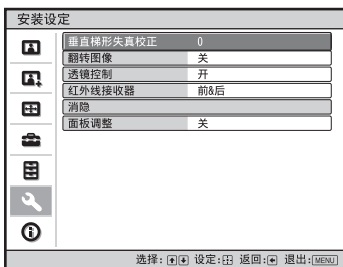 安装设定
垂直梯形失真校正 0
翻转图像 关
透镜控制 开
红外线接收器 前&后
消隐
面板调整 关
选择: 设定: 返回: 退出: MENU